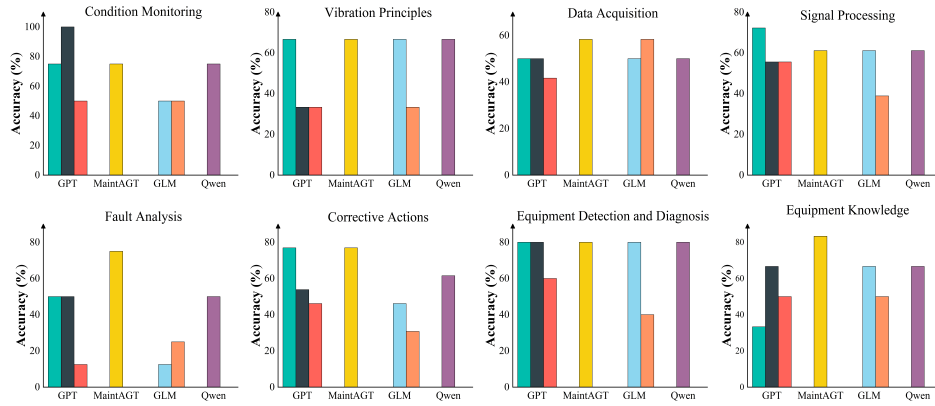 Condition Monitoring
Accuracy (%)
100
80
60
40
20
0
GPT MaintAGT GLM Qwen
Vibration Principles
Accuracy (%)
80
60
40
20
0
GPT MaintAGT GLM Qwen
Data Acquisition
Accuracy (%)
60
40
20
0
GPT MaintAGT GLM Qwen
Signal Processing
Accuracy (%)
80
60
40
20
0
GPT MaintAGT GLM Qwen
Fault Analysis
Accuracy (%)
80
60
40
20
0
GPT MaintAGT GLM Qwen
Corrective Actions
Accuracy (%)
80
60
40
20
0
GPT MaintAGT GLM Qwen
Equipment Detection and Diagnosis
Accuracy (%)
80
60
40
20
0
GPT MaintAGT GLM Qwen
Equipment Knowledge
Accuracy (%)
80
60
40
20
0
GPT MaintAGT GLM Qwen